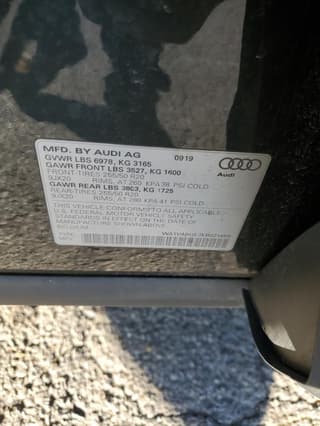 MFD. BY AUDI AG 0919
GVWR LBS 6978, KG 3165
GAWR FRONT LBS 3527, KG 1600
FRONT-TIRES 255/50 R20
9JX20 RIMS, AT 260 KPA/38 PSI COLD
GAWR REAR LBS 3803, KG 1725
REAR-TIRES 255/50 R20
9JX20 RIMS, AT 280 KPA/41 PSI COLD
THIS VEHICLE CONFORMS TO ALL APPLICABLE
U.S. FEDERAL MOTOR VEHICLE SAFETY
STANDARDS IN EFFECT ON THE DATE OF
MANUFACTURE SHOWN ABOVE
Audi
TYPE: